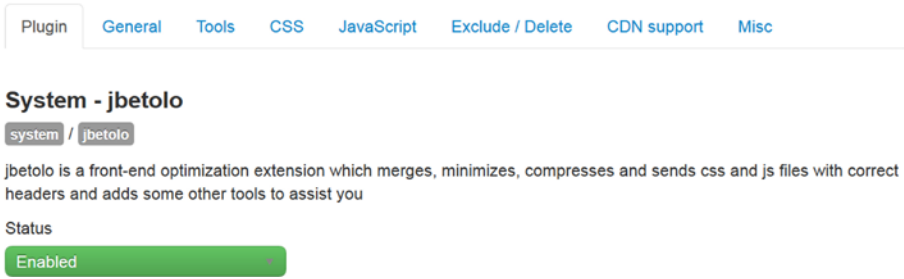 Plugin General Tools CSS JavaScript Exclude / Delete CDN support Misc
System - jbetolo
system / jbetolo
jbetolo is a front-end optimization extension which merges, minimizes, compresses and sends css and js files with correct
headers and adds some other tools to assist you
Status
Enabled